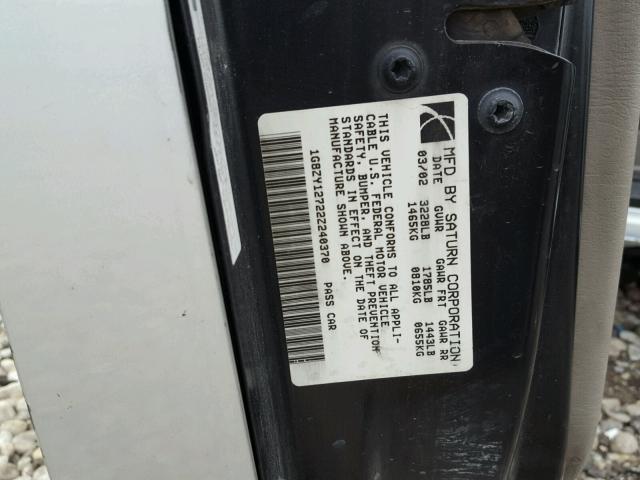 MFD BY SATURN CORPORATION
DATE GVWR GAWR FRT GAWR RR
03/02 3228LB 1785LB 1443LB
1465KG 0810KG 0655KG
THIS VEHICLE CONFORMS TO ALL APPLI-
CABLE U.S. FEDERAL MOTOR VEHICLE
SAFETY, BUMPER, AND THEFT PREVENTION
STANDARDS IN EFFECT ON THE DATE OF
MANUFACTURE SHOWN ABOVE.
1G8ZY12722Z240370 PASS CAR